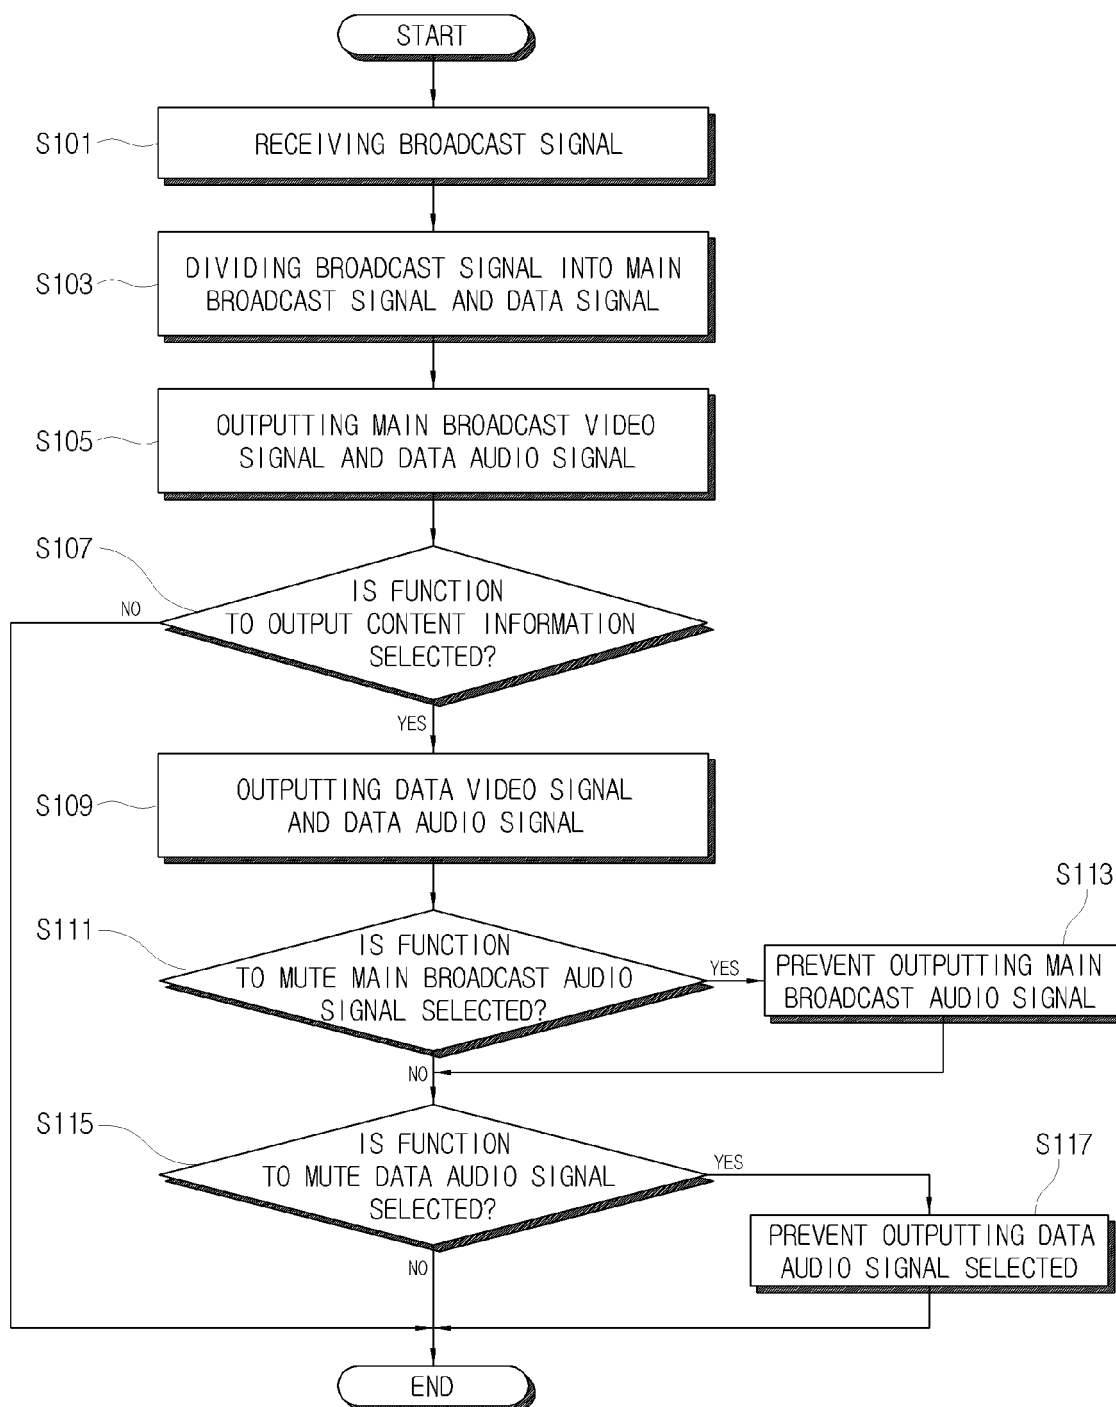 START
S101
RECEIVING BROADCAST SIGNAL
S103
DIVIDING BROADCAST SIGNAL INTO MAIN
BROADCAST SIGNAL AND DATA SIGNAL
S105
OUTPUTTING MAIN BROADCAST VIDEO
SIGNAL AND DATA AUDIO SIGNAL
S107
IS FUNCTION
TO OUTPUT CONTENT INFORMATION
SELECTED?
NO
YES
S109
OUTPUTTING DATA VIDEO SIGNAL
AND DATA AUDIO SIGNAL
S111
IS FUNCTION
TO MUTE MAIN BROADCAST AUDIO
SIGNAL SELECTED?
YES
S113
PREVENT OUTPUTTING MAIN
BROADCAST AUDIO SIGNAL
NO
S115
IS FUNCTION
TO MUTE DATA AUDIO SIGNAL
SELECTED?
YES
S117
PREVENT OUTPUTTING DATA
AUDIO SIGNAL SELECTED
NO
END